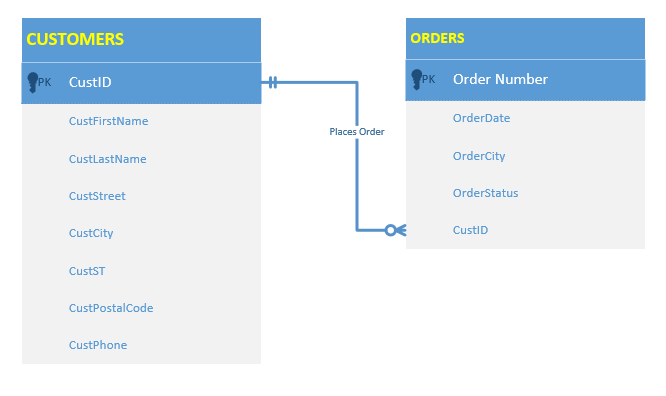 CUSTOMERS
PK CustID
CustFirstName
CustLastName
CustStreet
CustCity
CustST
CustPostalCode
CustPhone
Places Order
ORDERS
PK Order Number
OrderDate
OrderCity
OrderStatus
CustID